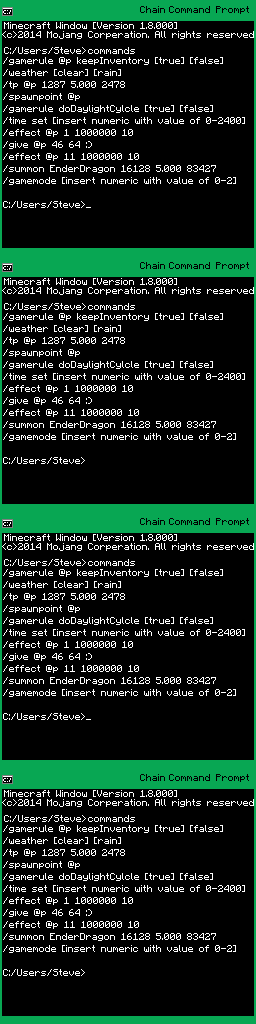 Chain Command Prompt
Minecraft Window [Version 1.8.000]
<c>2014 Mojang Corperation. All rights reserved
C:/Users/Steve>commands
/gamerule @p keepInventory [true] [false]
/weather [clear] [rain]
/tp @p 1287 5.000 2478
/spawnpoint @p
/gamerule doDaylightCylcle [true] [false]
/time set [insert numeric with value of 0-2400]
/effect @p 1 1000000 10
/give @p 46 64 :)
/effect @p 11 1000000 10
/summon EnderDragon 16128 5.000 83427
/gamemode [insert numeric with value of 0-2]
C:/Users/Steve>_
Chain Command Prompt
Minecraft Window [Version 1.8.000]
<c>2014 Mojang Corperation. All rights reserved
C:/Users/Steve>commands
/gamerule @p keepInventory [true] [false]
/weather [clear] [rain]
/tp @p 1287 5.000 2478
/spawnpoint @p
/gamerule doDaylightCylcle [true] [false]
/time set [insert numeric with value of 0-2400]
/effect @p 1 1000000 10
/give @p 46 64 :)
/effect @p 11 1000000 10
/summon EnderDragon 16128 5.000 83427
/gamemode [insert numeric with value of 0-2]
C:/Users/Steve>
Chain Command Prompt
Minecraft Window [Version 1.8.000]
<c>2014 Mojang Corperation. All rights reserved
C:/Users/Steve>commands
/gamerule @p keepInventory [true] [false]
/weather [clear] [rain]
/tp @p 1287 5.000 2478
/spawnpoint @p
/gamerule doDaylightCylcle [true] [false]
/time set [insert numeric with value of 0-2400]
/effect @p 1 1000000 10
/give @p 46 64 :)
/effect @p 11 1000000 10
/summon EnderDragon 16128 5.000 83427
/gamemode [insert numeric with value of 0-2]
C:/Users/Steve>_
Chain Command Prompt
Minecraft Window [Version 1.8.000]
<c>2014 Mojang Corperation. All rights reserved
C:/Users/Steve>commands
/gamerule @p keepInventory [true] [false]
/weather [clear] [rain]
/tp @p 1287 5.000 2478
/spawnpoint @p
/gamerule doDaylightCylcle [true] [false]
/time set [insert numeric with value of 0-2400]
/effect @p 1 1000000 10
/give @p 46 64 :)
/effect @p 11 1000000 10
/summon EnderDragon 16128 5.000 83427
/gamemode [insert numeric with value of 0-2]
C:/Users/Steve>